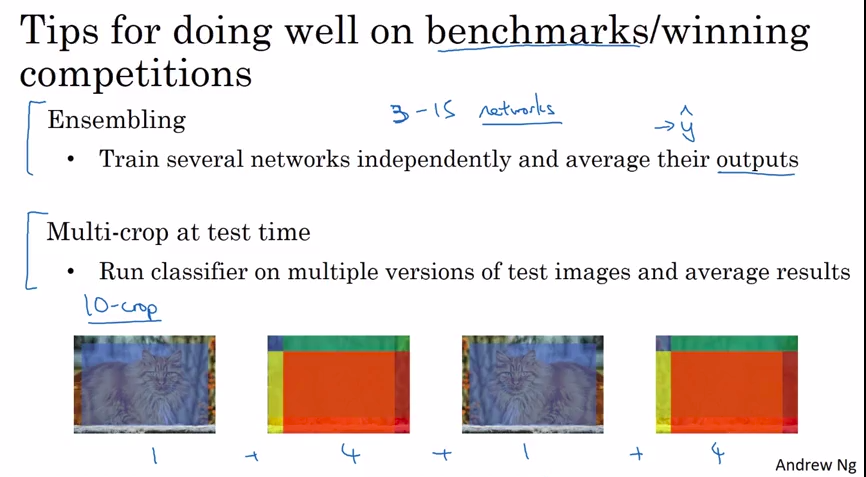 Tips for doing well on benchmarks/winning
competitions
Ensembling
3-15 networks
→ ŷ
• Train several networks independently and average their outputs
Multi-crop at test time
• Run classifier on multiple versions of test images and average results
10-crop
1 + 4 + 1 + 4
Andrew Ng